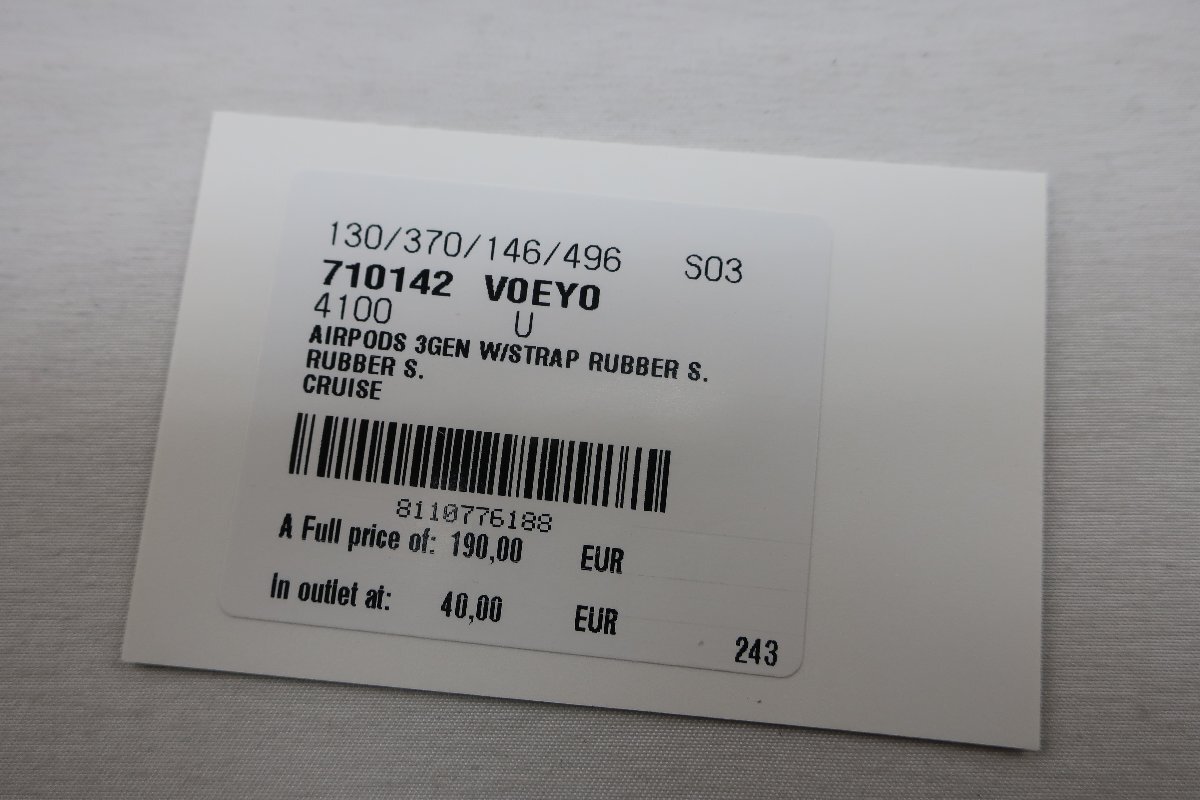 130/370/146/496 S03
710142 V0EY0
4100 U
AIRPODS 3GEN W/STRAP RUBBER S.
RUBBER S.
CRUISE
8110776188
A Full price of: 190,00 EUR
In outlet at: 40,00 EUR
243